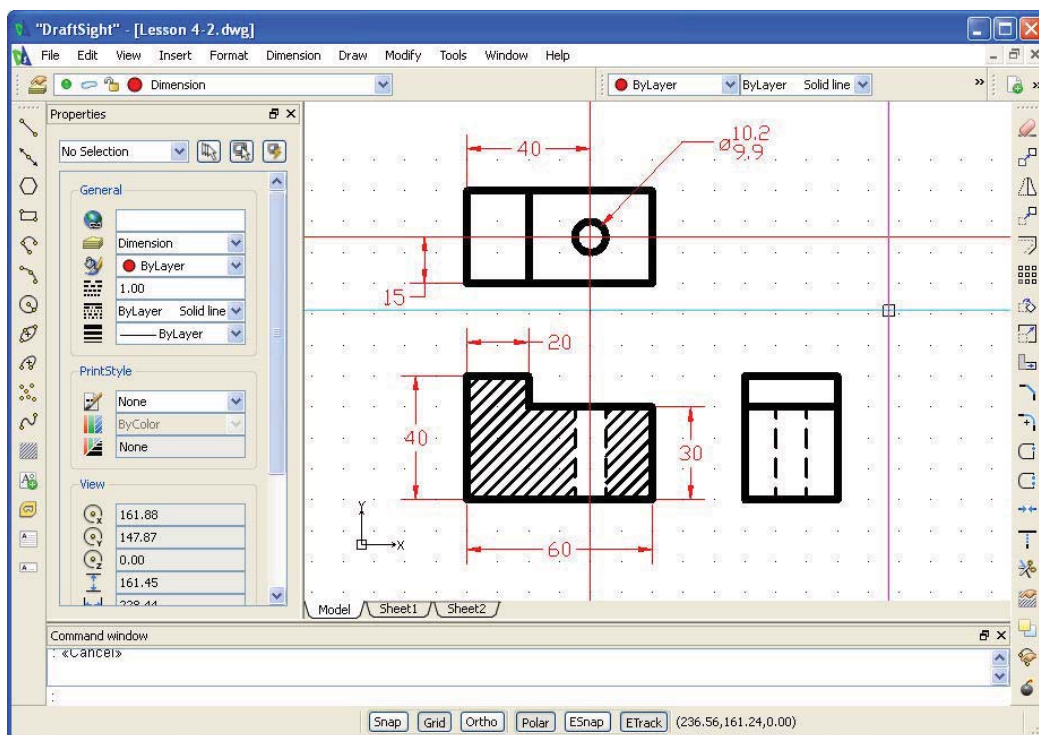 "DraftSight" - [Lesson 4-2.dwg]
File Edit View Insert Format Dimension Draw Modify Tools Window Help
Dimension ByLayer ByLayer Solid line
Properties
No Selection
General
Dimension
ByLayer
1.00
ByLayer Solid line
ByLayer
PrintStyle
None
ByColor
None
View
161.88
147.87
0.00
161.45
40
ø10.2
9.9
15
20
40
30
60
Y
X
Model Sheet1 Sheet2
Command window
: «Cancel»
:
Snap Grid Ortho Polar ESnap ETrack (236.56,161.24,0.00)